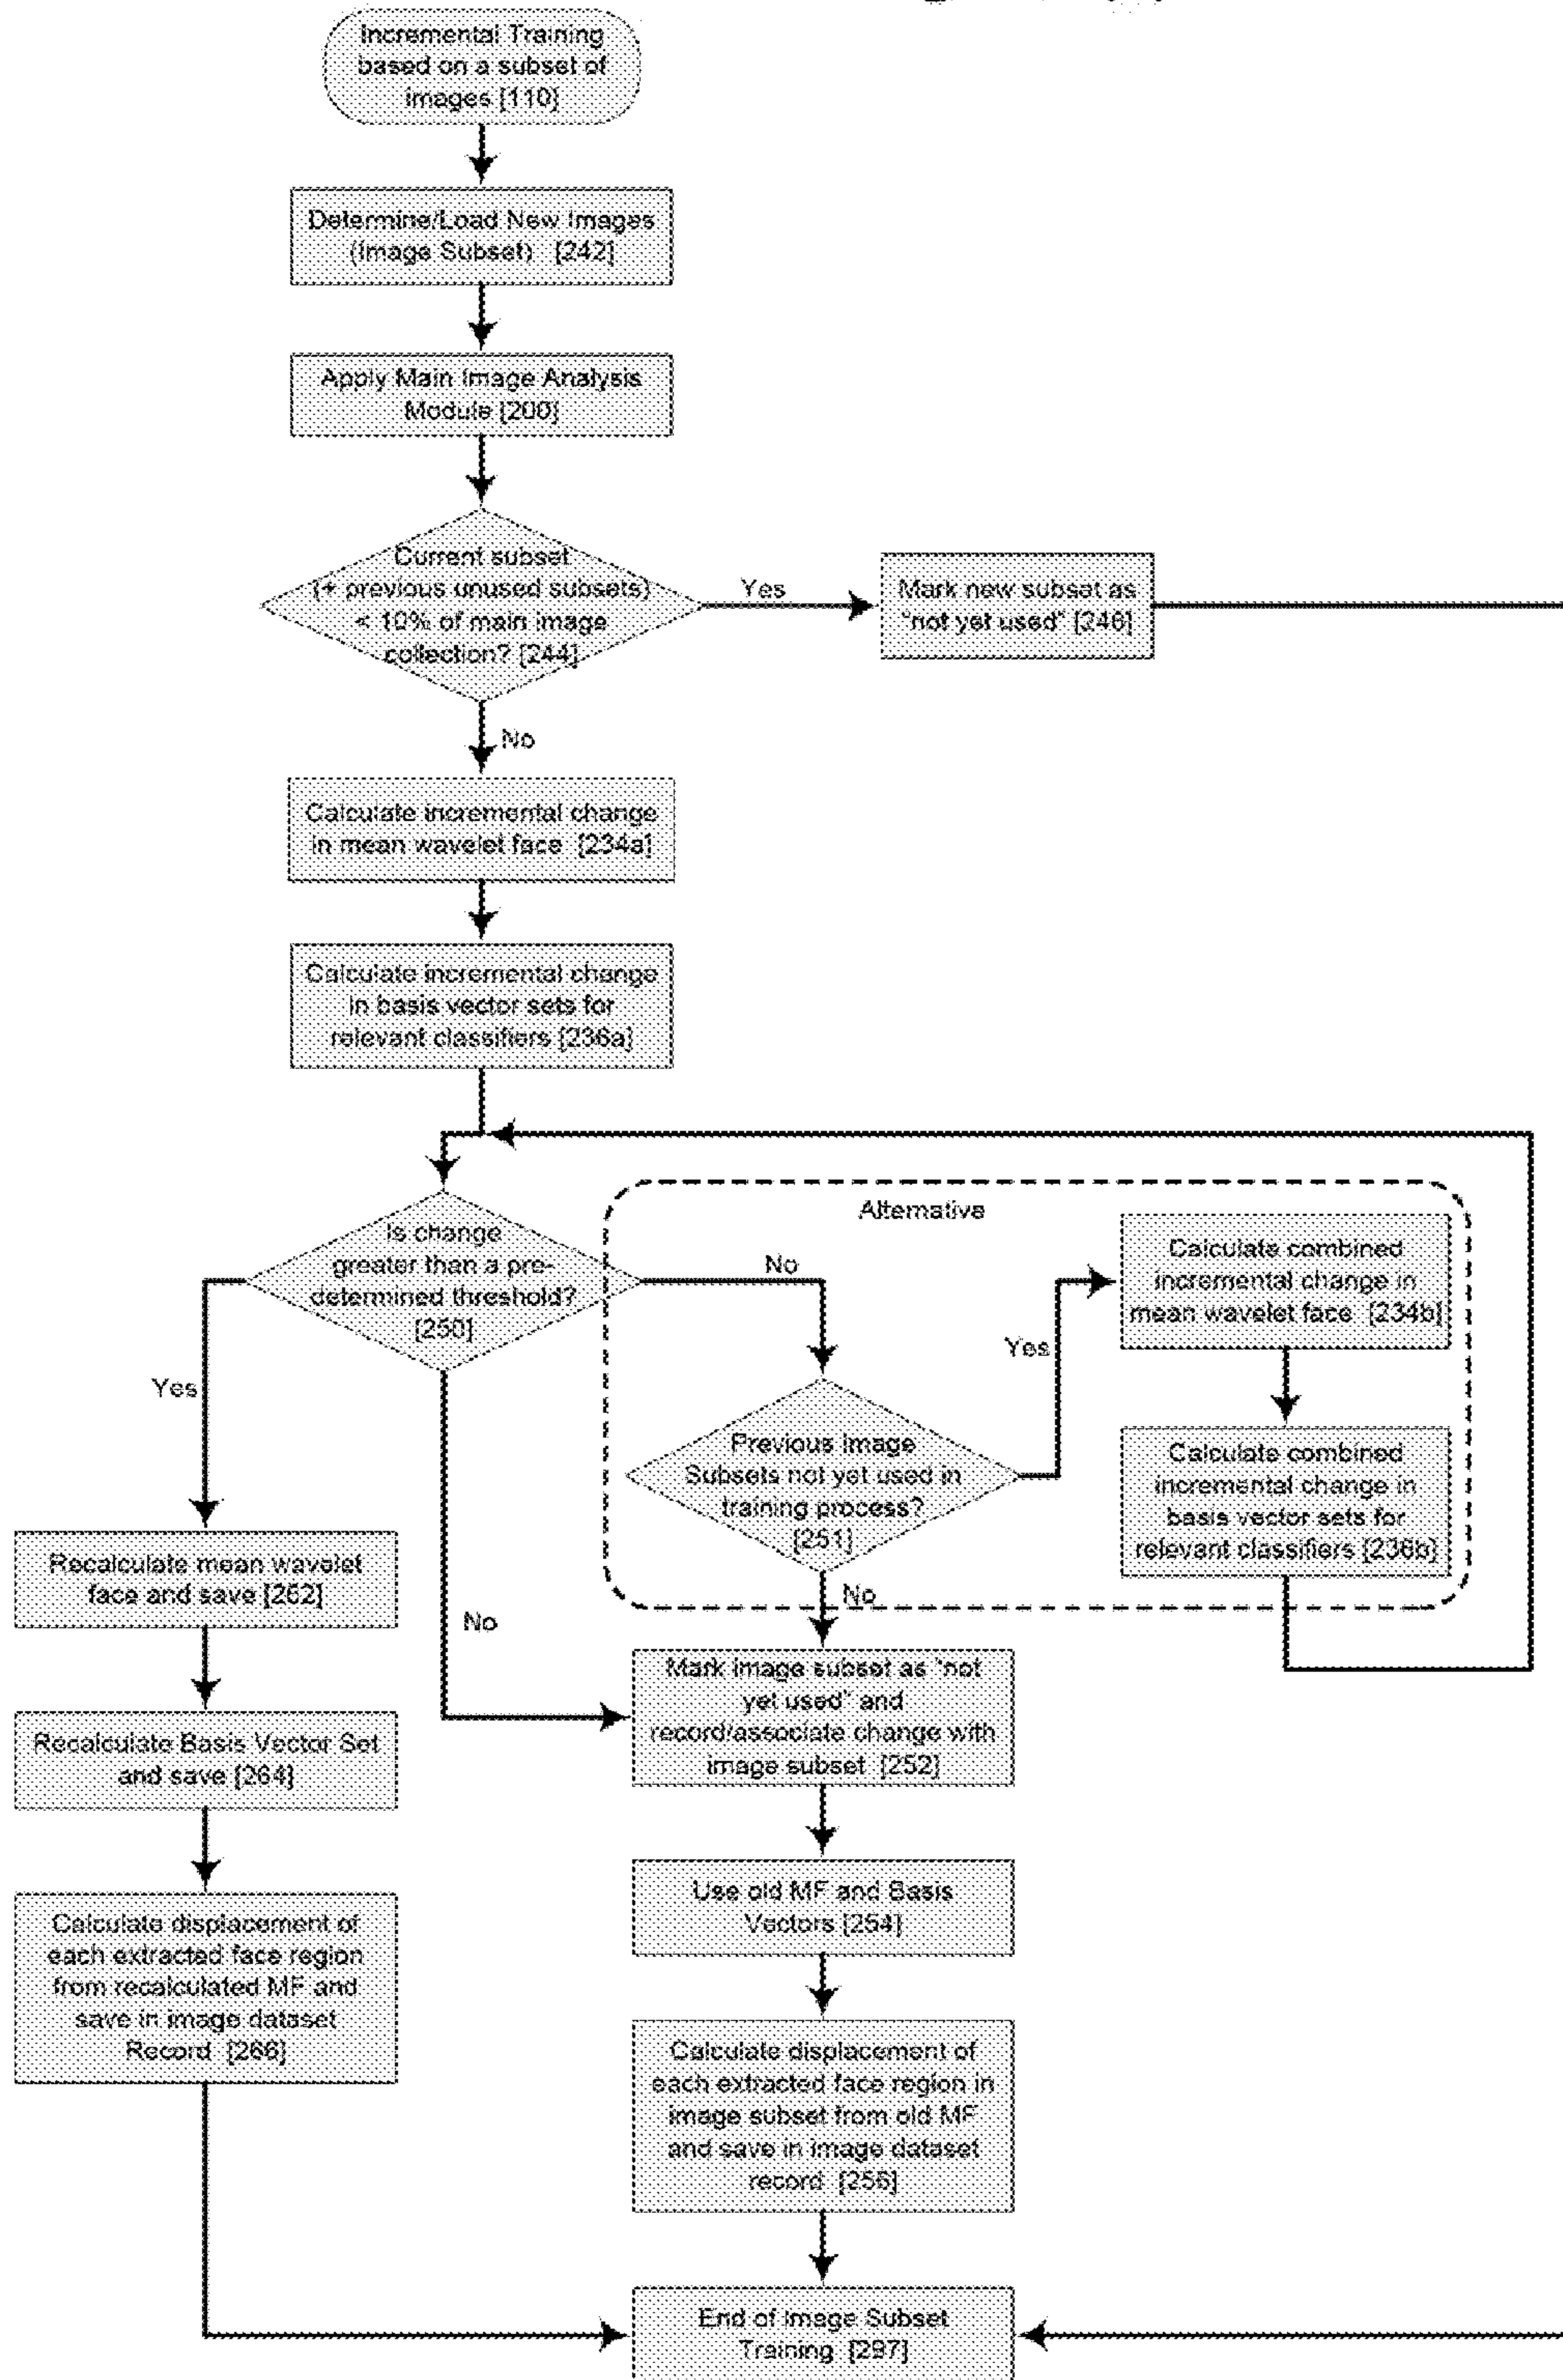 Incremental Training
based on a subset of
images [110]
Determine/Load New Images
(Image Subset) [242]
Apply Main Image Analysis
Module [200]
Current subset
(+ previous unused subsets)
< 10% of main image
collection? [244]
Yes
Mark new subset as
"not yet used" [246]
No
Calculate incremental change
in mean wavelet face [234a]
Calculate incremental change
in basis vector sets for
relevant classifiers [236a]
Is change
greater than a pre-
determined threshold?
[250]
Yes
No
No
Alternative
Previous Image
Subsets not yet used in
training process?
[251]
Yes
No
Calculate combined
incremental change in
mean wavelet face [234b]
Calculate combined
incremental change in
basis vector sets for
relevant classifiers [236b]
Recalculate mean wavelet
face and save [262]
Recalculate Basis Vector Set
and save [264]
Calculate displacement of
each extracted face region
from recalculated MF and
save in image dataset
Record [266]
Mark image subset as "not
yet used" and
record/associate change with
image subset [252]
Use old MF and Basis
Vectors [254]
Calculate displacement of
each extracted face region in
image subset from old MF
and save in image dataset
record [256]
End of Image Subset
Training [297]